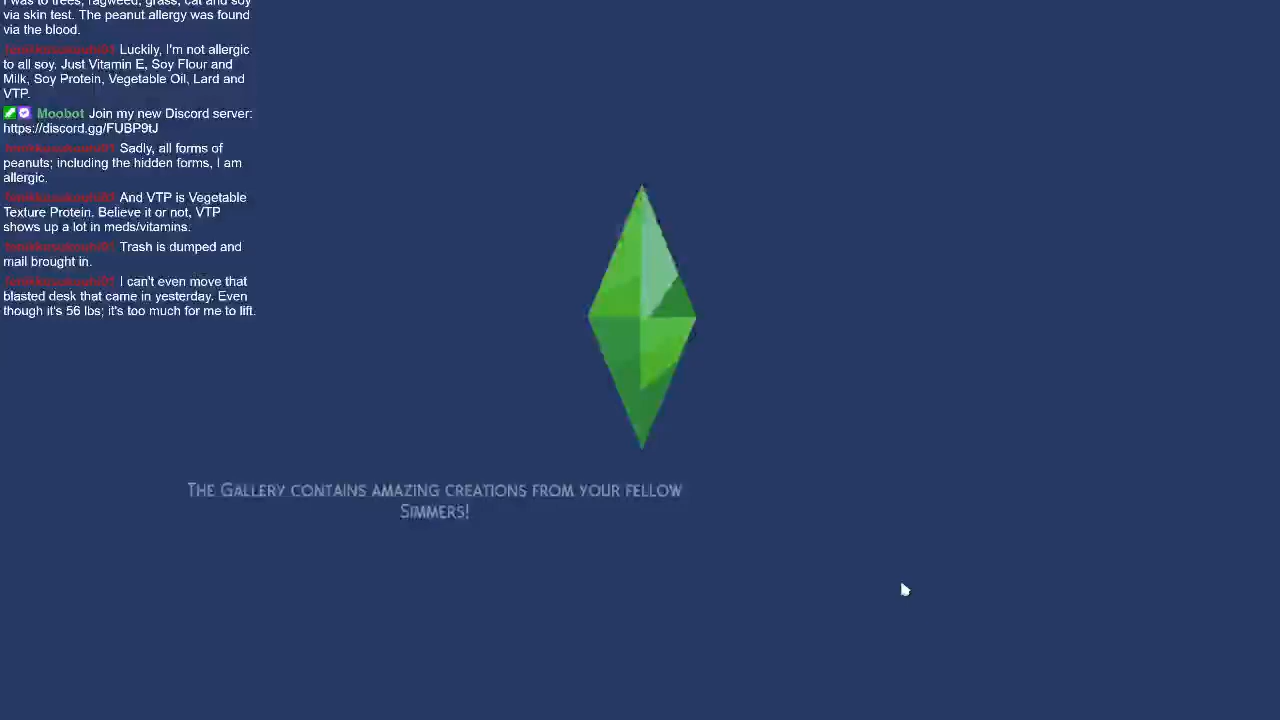 I was to trees, ragweed, grass, cat and soy
via skin test. The peanut allergy was found
via the blood.
Luckily, I'm not allergic
to all soy. Just Vitamin E, Soy Flour and
Milk, Soy Protein, Vegetable Oil, Lard and
VTP.
Moobot Join my new Discord server:
https://discord.gg/FUBP9tJ
Sadly, all forms of
peanuts; including the hidden forms, I am
allergic.
And VTP is Vegetable
Texture Protein. Believe it or not, VTP
shows up a lot in meds/vitamins.
Trash is dumped and
mail brought in.
I can't even move that
blasted desk that came in yesterday. Even
though it's 56 lbs; it's too much for me to lift.
The Gallery contains amazing creations from your fellow
Simmers!